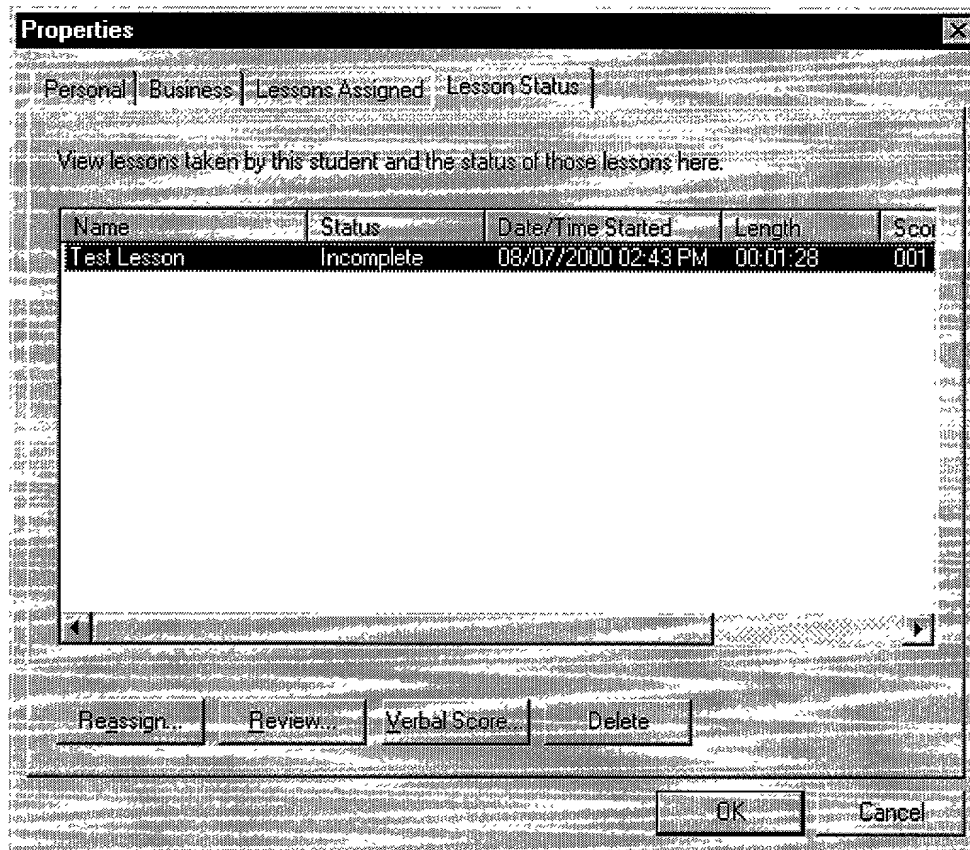 Properties
Personal Business Lessons Assigned Lesson Status
View lessons taken by this student and the status of those lessons here.
Name Status Date/Time Started Length Scor
Test Lesson Incomplete 08/07/2000 02:43 PM 00:01:28 001
Reassign... Review... Verbal Score... Delete
OK Cancel